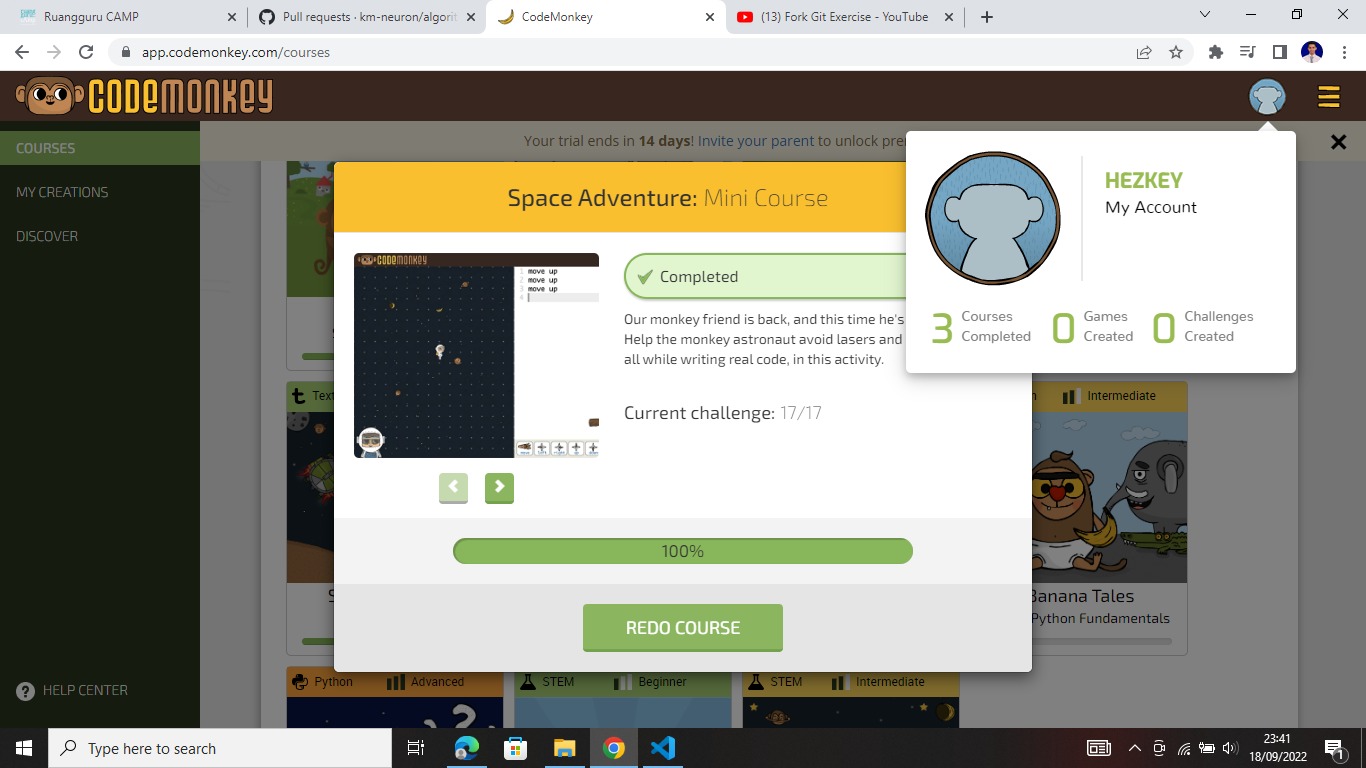 Ruangguru CAMP
Pull requests · km-neuron/algorit
CodeMonkey
(13) Fork Git Exercise - YouTube
app.codemonkey.com/courses
CODEMONKEY
COURSES
MY CREATIONS
DISCOVER
HELP CENTER
Your trial ends in 14 days! Invite your parent to unlock pre
HEZKEY
My Account
3 Courses Completed
0 Games Created
0 Challenges Created
Space Adventure: Mini Course
CODEMONKEY
1 move up
2 move up
3 move up
4
Completed
Our monkey friend is back, and this time he's
Help the monkey astronaut avoid lasers and
all while writing real code, in this activity.
Current challenge: 17/17
100%
REDO COURSE
S
t Text
n Intermediate
S
Banana Tales
Python Fundamentals
Python Advanced
STEM Beginner
STEM Intermediate
Type here to search
23:41
18/09/2022
1